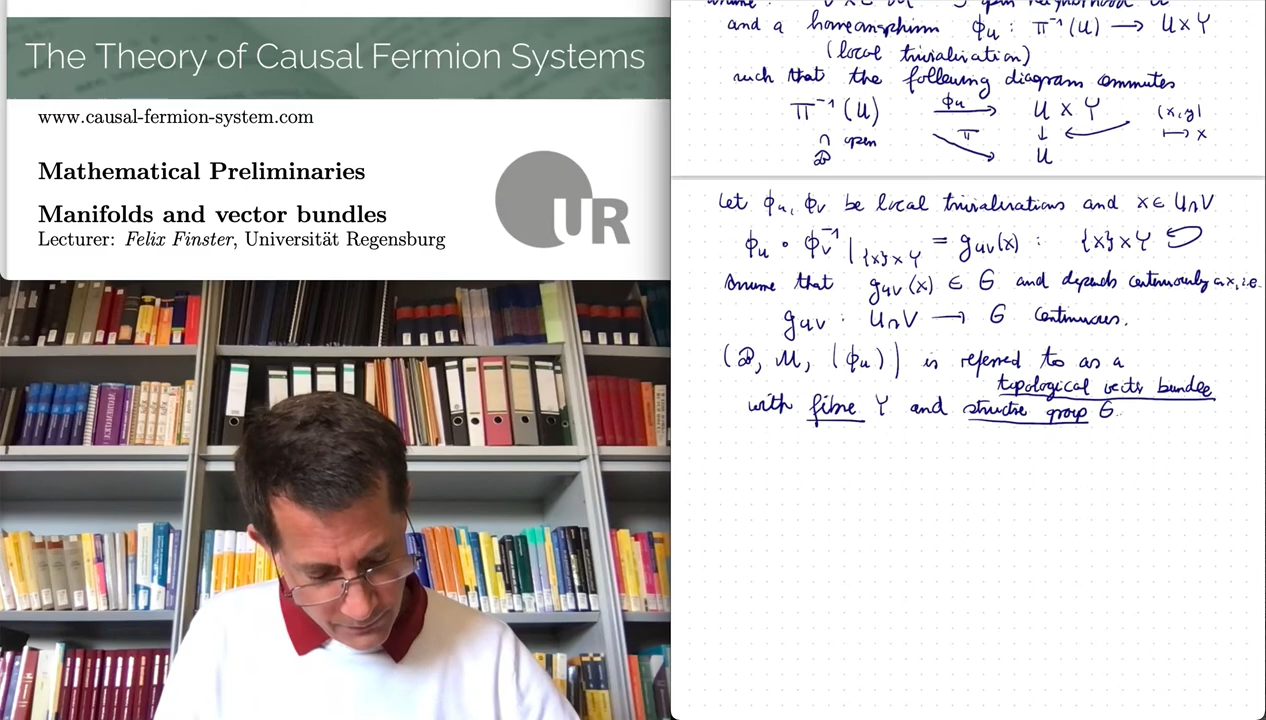 The Theory of Causal Fermion Systems
www.causal-fermion-system.com
Mathematical Preliminaries
Manifolds and vector bundles
Lecturer: Felix Finster, Universität Regensburg
UR
and a homeomorphism ϕ_U : π⁻¹(U) → U × Y
(local trivialisation)
such that the following diagram commutes
π⁻¹(U) ϕ_U → U × Y (x,y)
π ↓ ↦ x
∩ open
U
Let ϕ_U, ϕ_V be local trivialisations and x ∈ U∩V
ϕ_U ∘ ϕ_V⁻¹ |_{{x}×Y} = g_UV(x) : {x}×Y
Assume that g_UV(x) ∈ G and depends continuously on x, i.e.
g_UV : U∩V → G continuous.
(B, M, (ϕ_U)) is referred to as a
topological vector bundle
with fibre Y and structure group G.